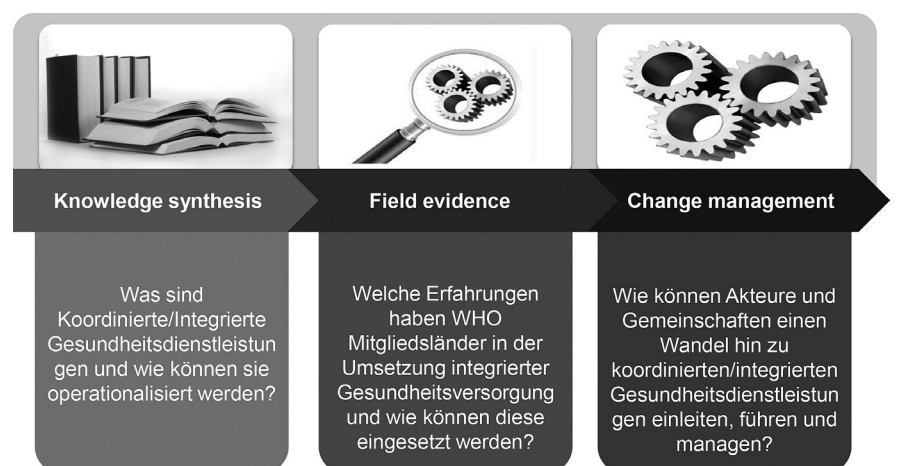 Knowledge synthesis
Field evidence
Change management
Was sind
Koordinierte/Integrierte
Gesundheitsdienstleistun
gen und wie können sie
operationalisiert werden?
Welche Erfahrungen
haben WHO
Mitgliedsländer in der
Umsetzung integrierter
Gesundheitsversorgung
und wie können diese
eingesetzt werden?
Wie können Akteure und
Gemeinschaften einen
Wandel hin zu
koordinierten/integrierten
Gesundheitsdienstleistun
gen einleiten, führen und
managen?